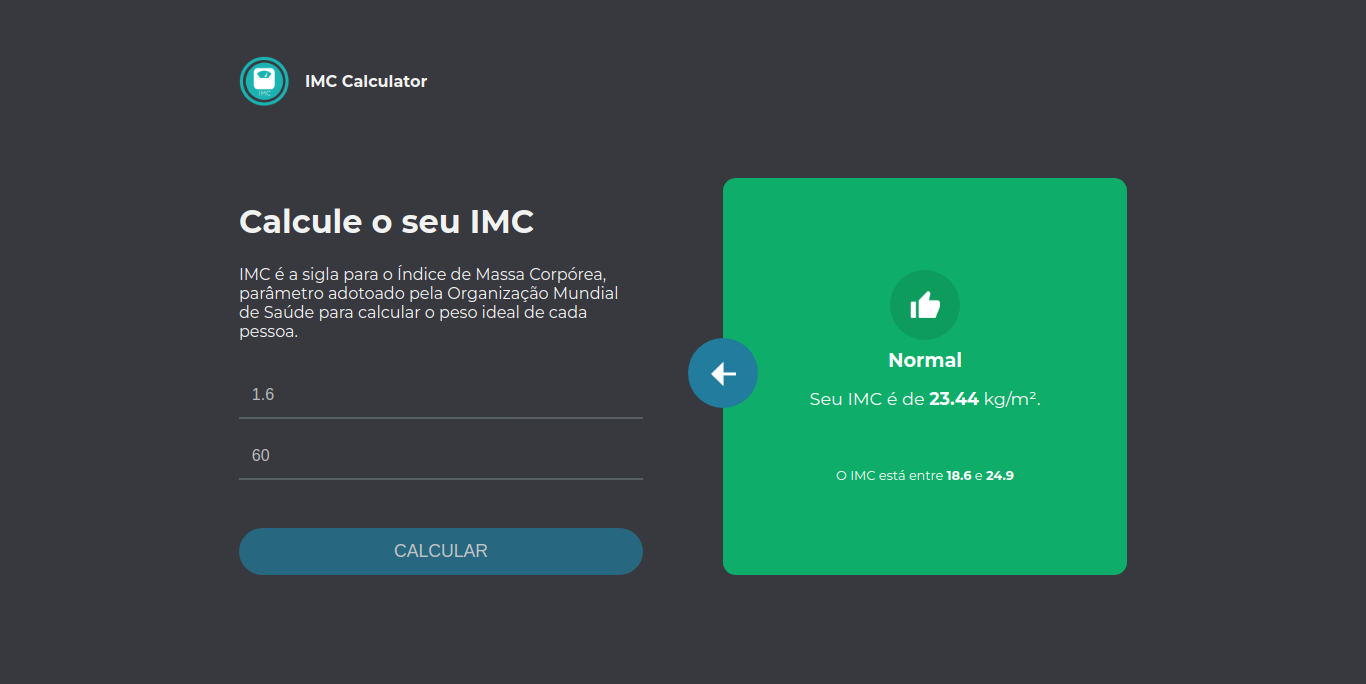 IMC
IMC Calculator
Calcule o seu IMC
IMC é a sigla para o Índice de Massa Corpórea,
parâmetro adotoado pela Organização Mundial
de Saúde para calcular o peso ideal de cada
pessoa.
1.6
60
CALCULAR
Normal
Seu IMC é de 23.44 kg/m².
O IMC está entre 18.6 e 24.9